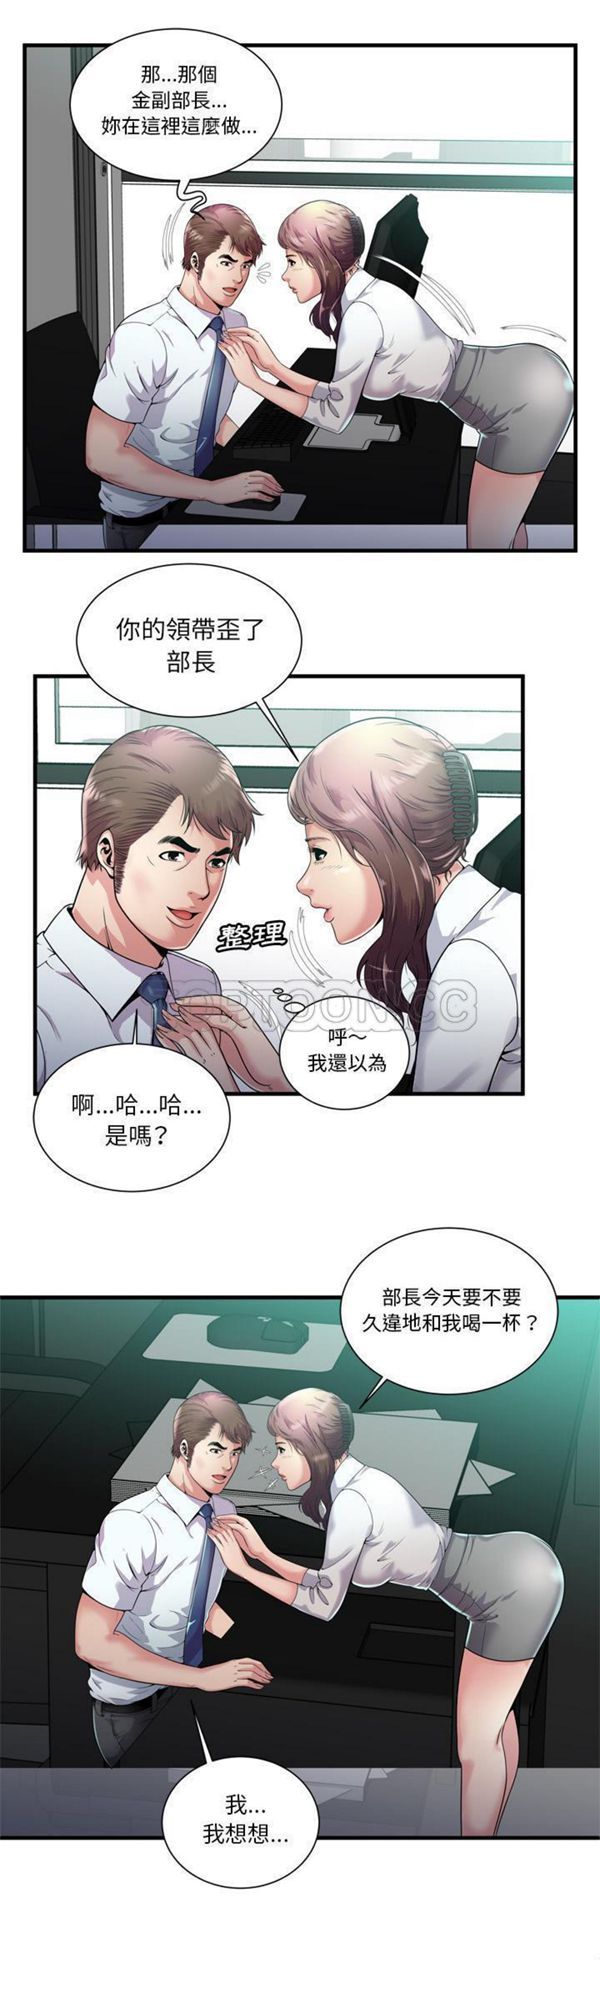 那...那個
金副部長...
妳在這裡這麼做...
你的領帶歪了
部長
整理
TOPTOON.CC
呼～
我還以為
啊...哈...哈...
是嗎？
部長今天要不要
久違地和我喝一杯？
我...
我想想...